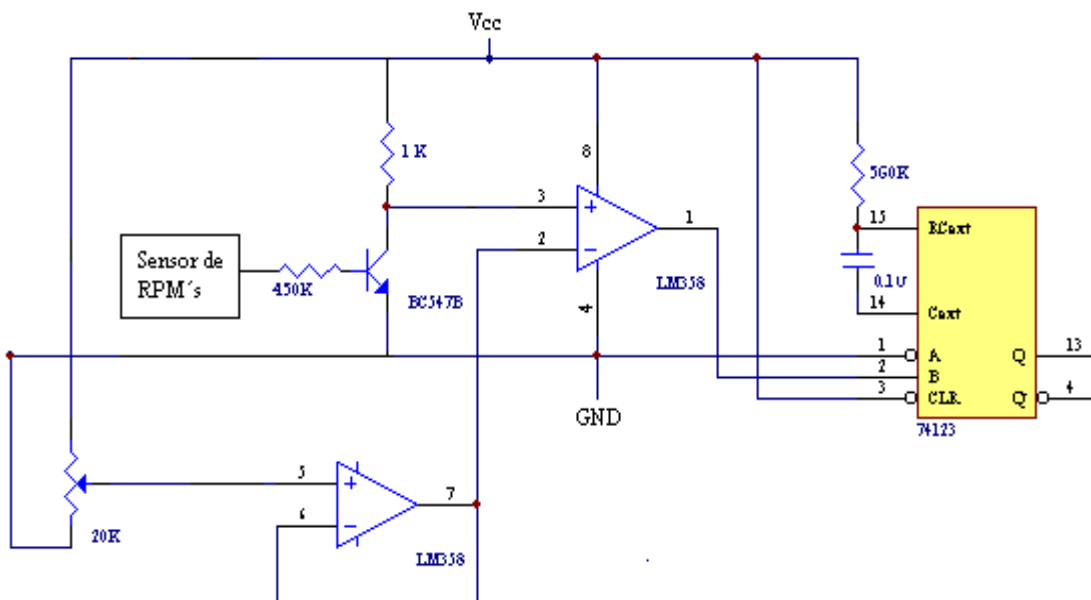 Vcc
1 K
8
560K
3
1
15
RCext
2
Sensor de
RPM´s
450K
BC547B
LM358
0.1U
4
14
Cext
1
A
Q
13
2
B
3
CLR
Q
4
GND
74123
5
7
6
20K
LM358